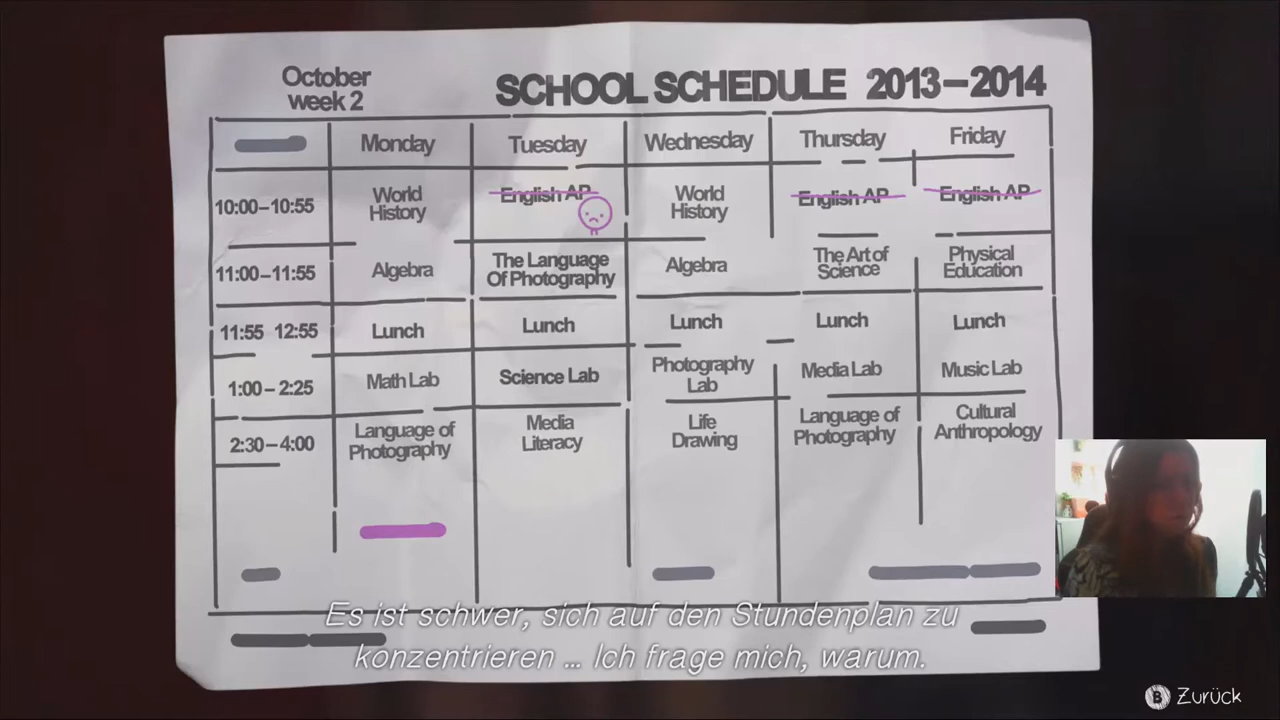 October
week 2
SCHOOL SCHEDULE 2013–2014
Monday Tuesday Wednesday Thursday Friday
10:00–10:55 World History English AP World History English AP English AP
11:00–11:55 Algebra The Language Of Photography Algebra The Art of Science Physical Education
11:55 12:55 Lunch Lunch Lunch Lunch Lunch
1:00–2:25 Math Lab Science Lab Photography Lab Media Lab Music Lab
2:30–4:00 Language of Photography Media Literacy Life Drawing Language of Photography Cultural Anthropology
Es ist schwer, sich auf den Stundenplan zu
konzentrieren ... Ich frage mich, warum.
B Zurück